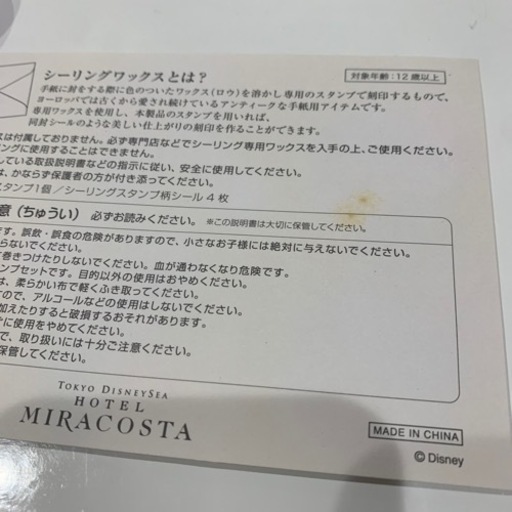 シーリングワックスとは？
対象年齢：12歳以上
手紙に封をする際に色のついたワックス（ロウ）を溶かし専用のスタンプで刻印するもので、
ヨーロッパでは古くから愛され続けているアンティークな手紙用アイテムです。
専用ワックスを使用し、本製品のスタンプを用いれば、
同封シールのような美しい仕上がりの刻印を作ることができます。
スは付属しておりません。必ず専門店などでシーリング専用ワックスを入手の上、ご使用ください。
ングに使用することはできません。
している取扱説明書などの指示に従い、安全に使用してください。
は、かならず保護者の方が付き添ってください。
スタンプ1個／シーリングスタンプ柄シール4枚
意（ちゅうい）必ずお読みください。 ※この説明書は大切に保管してください。
です。誤飲・誤食の危険がありますので、小さなお子様には絶対に与えないでください。
らないでください。
て巻きつけたりしないでください。血が通わなくなり危険です。
ンプセットです。目的以外の使用はおやめください。
は、柔らかい布で軽くふき取ってください。
すので、アルコールなどの使用はしないでください。
加えたりすると破損するおそれがあります。
ぐに使用をやめてください。
で、取り扱いには十分ご注意ください。
保管してください。
TOKYO DISNEYSEA
HOTEL
MIRACOSTA
MADE IN CHINA
© Disney